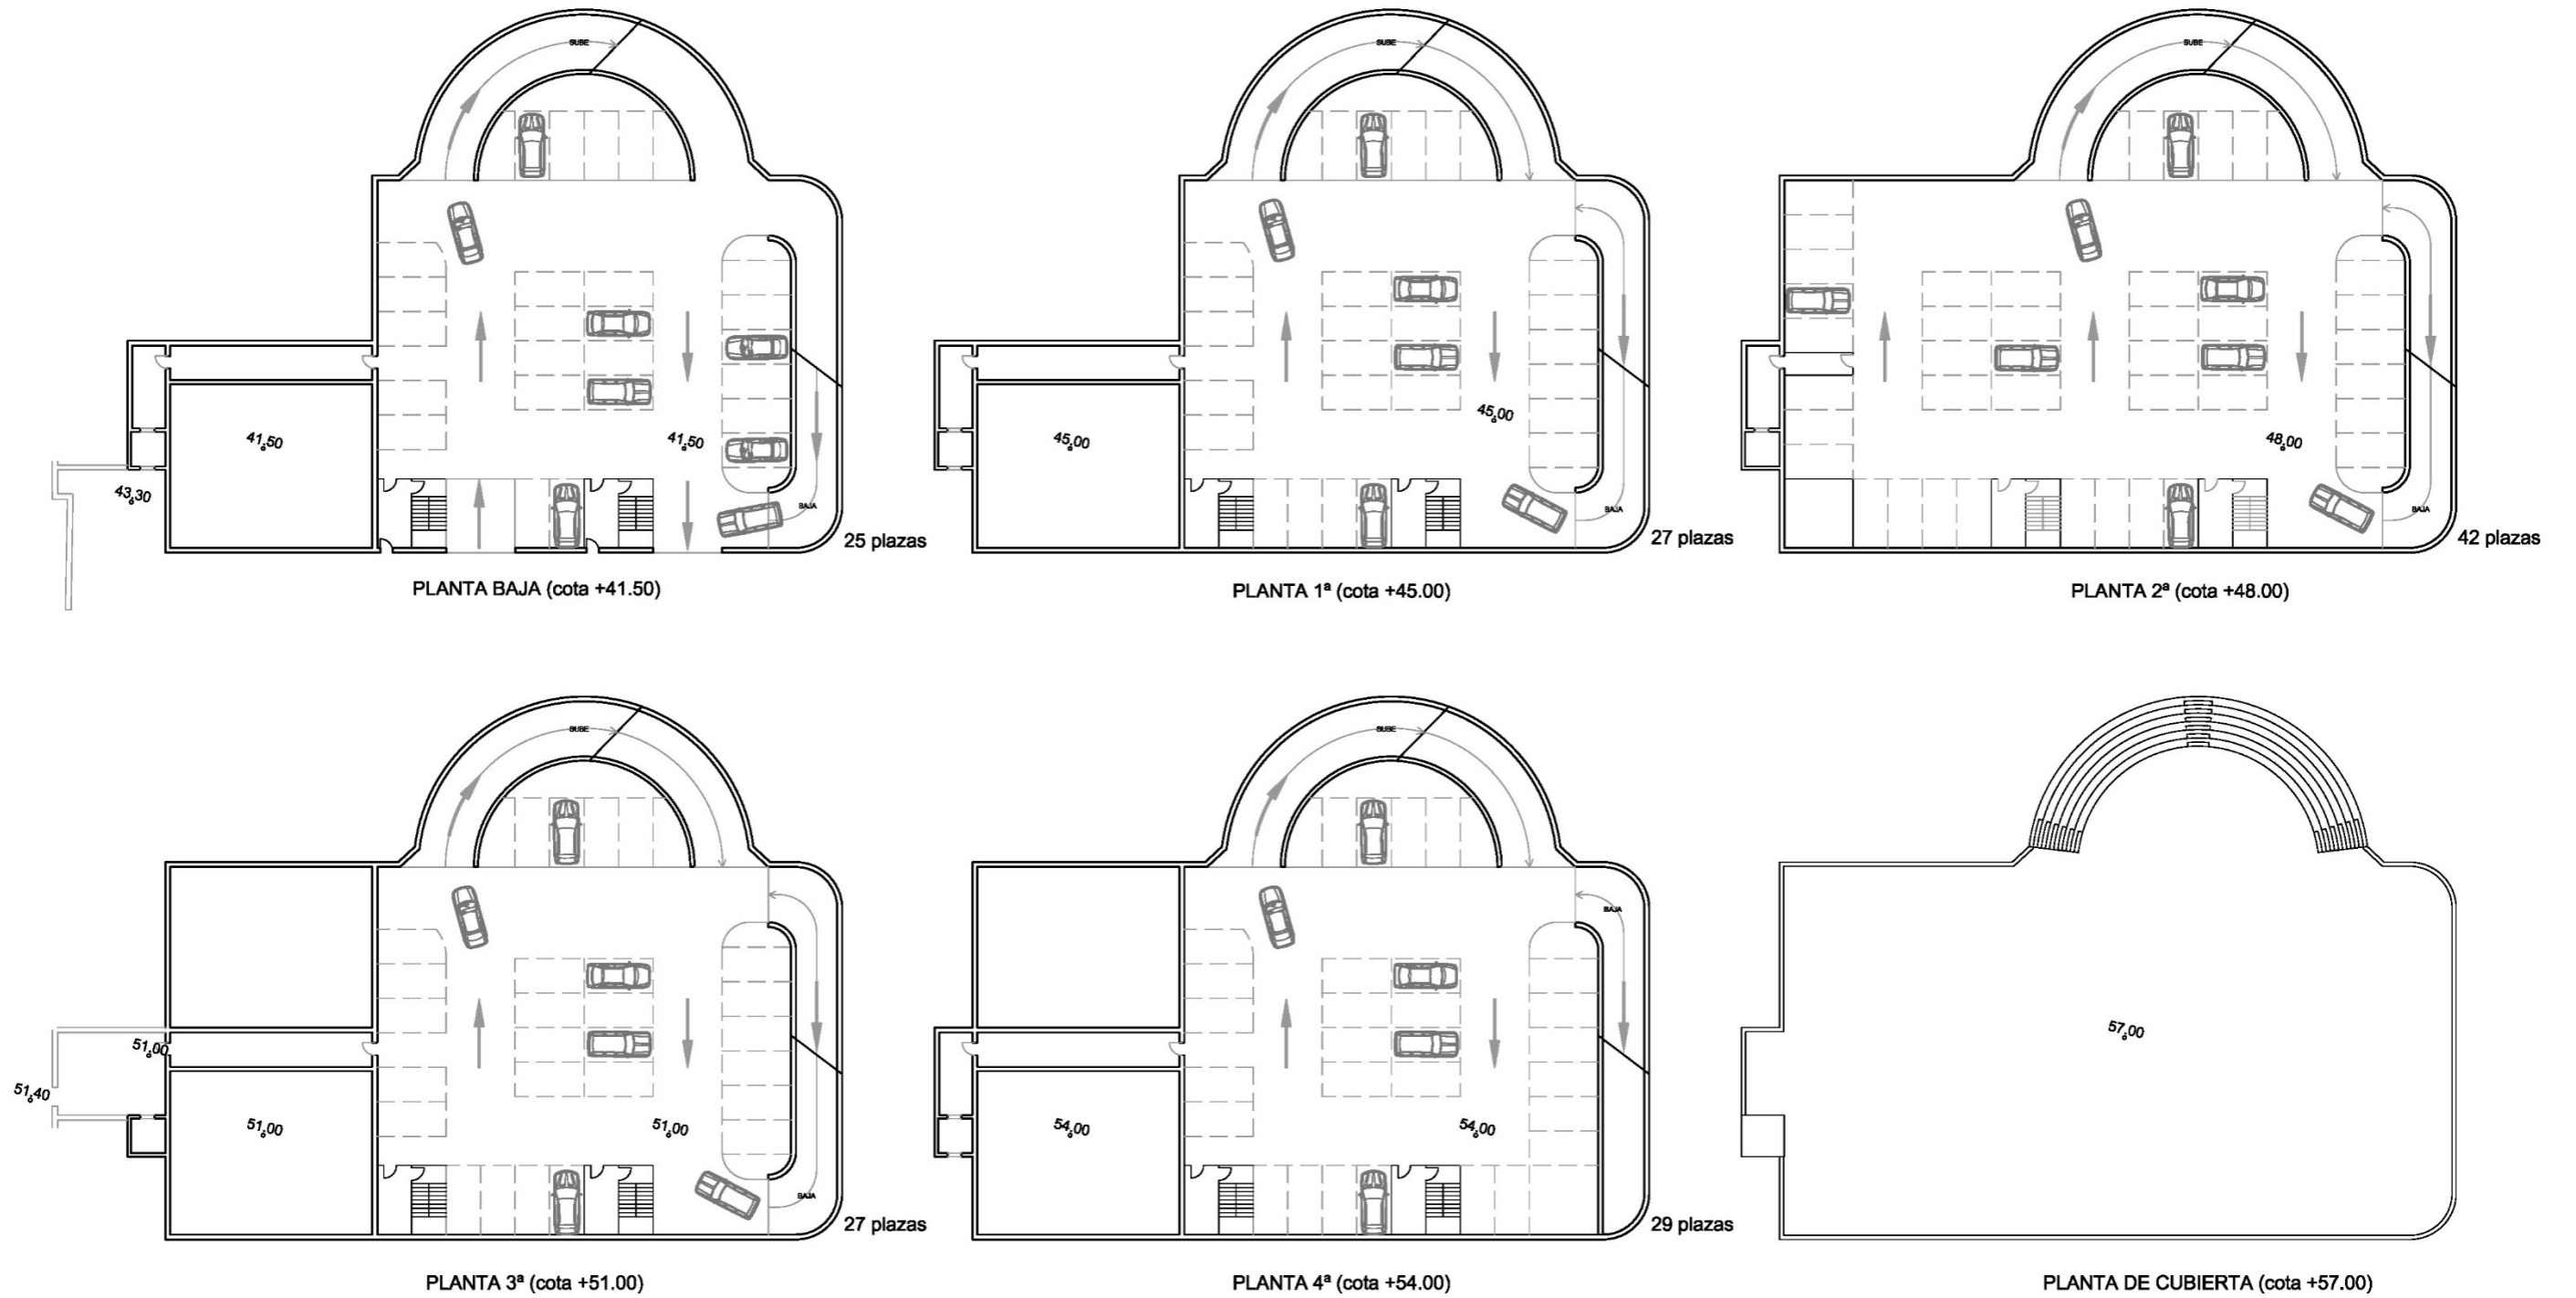 SUBE
41,50
41,50
43,30
BAJA
25 plazas
PLANTA BAJA (cota +41.50)
SUBE
45,00
45,00
BAJA
27 plazas
PLANTA 1ª (cota +45.00)
SUBE
48,00
BAJA
42 plazas
PLANTA 2ª (cota +48.00)
SUBE
51,00
51,40
51,00
51,00
BAJA
27 plazas
PLANTA 3ª (cota +51.00)
SUBE
BAJA
54,00
54,00
29 plazas
PLANTA 4ª (cota +54.00)
57,00
PLANTA DE CUBIERTA (cota +57.00)